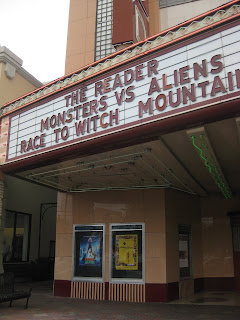 THE READER
MONSTERS VS ALIENS
RACE TO WITCH MOUNTAIN